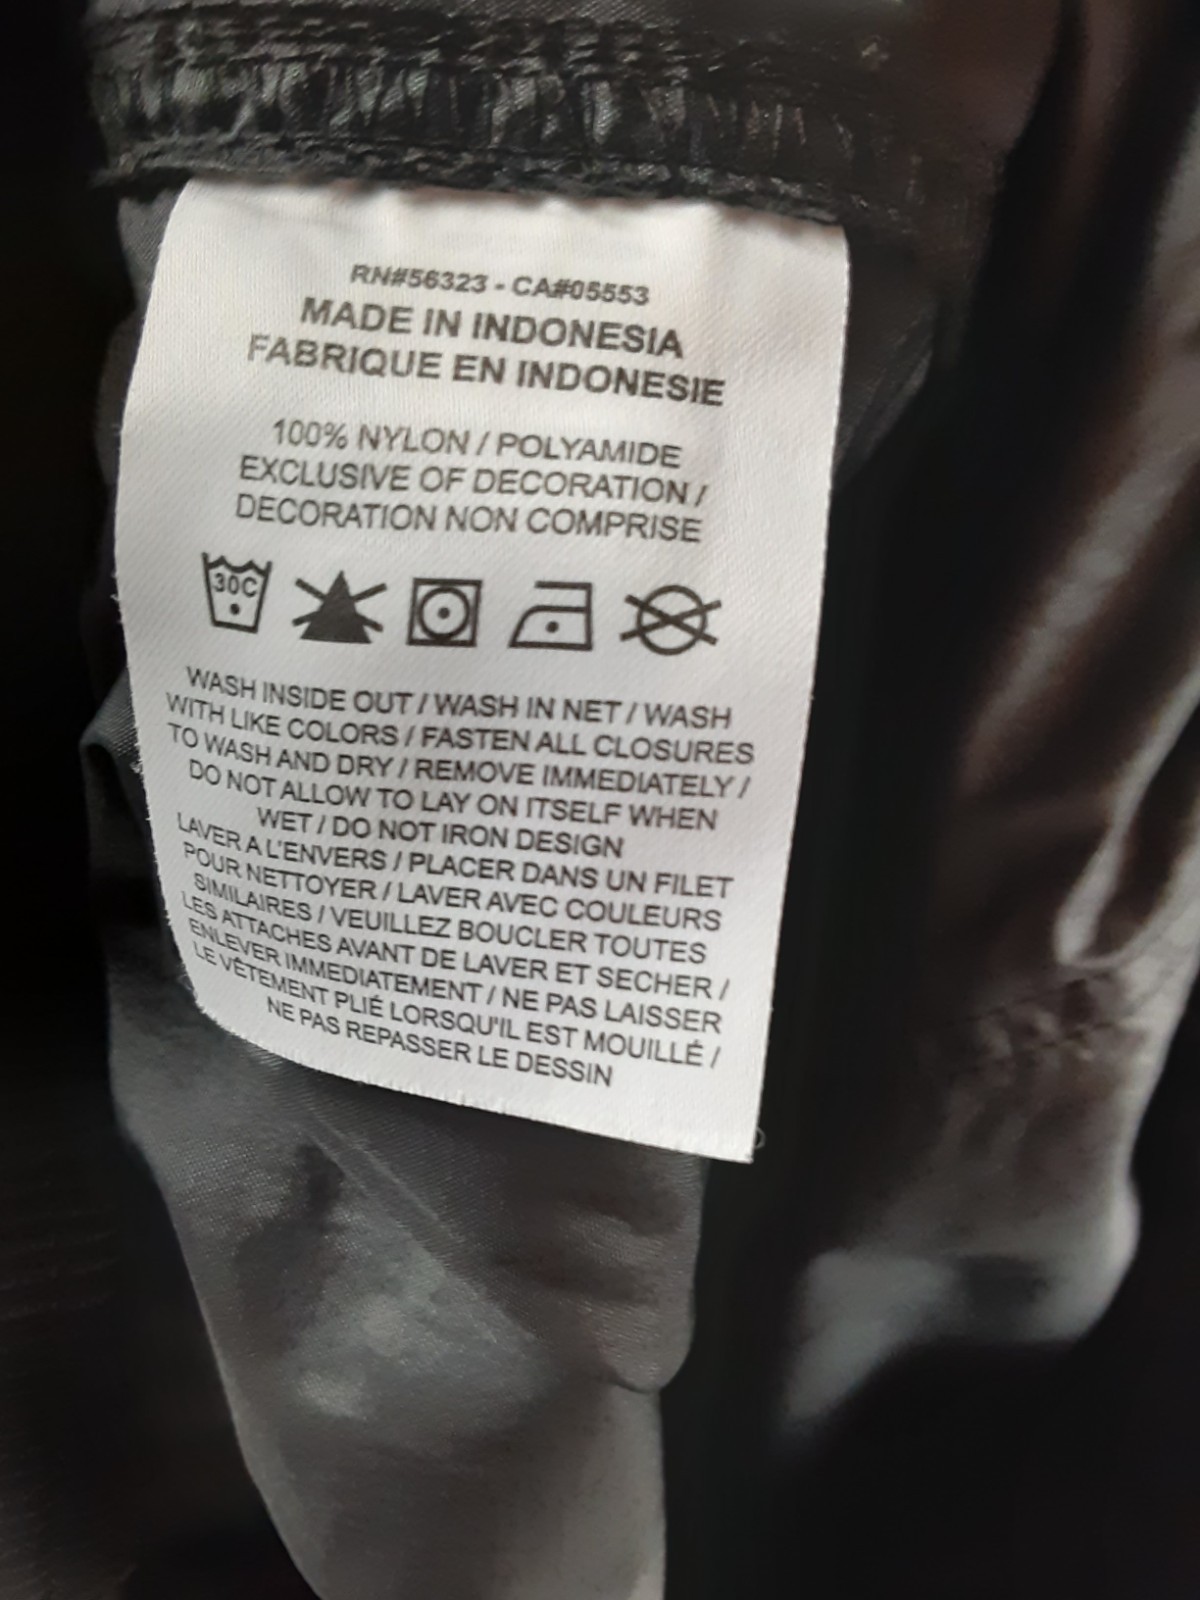 RN#56323 - CA#05553
MADE IN INDONESIA
FABRIQUE EN INDONESIE
100% NYLON / POLYAMIDE
EXCLUSIVE OF DECORATION /
DECORATION NON COMPRISE
30C
WASH INSIDE OUT / WASH IN NET / WASH
WITH LIKE COLORS / FASTEN ALL CLOSURES
TO WASH AND DRY / REMOVE IMMEDIATELY /
DO NOT ALLOW TO LAY ON ITSELF WHEN
WET / DO NOT IRON DESIGN
LAVER A L'ENVERS / PLACER DANS UN FILET
POUR NETTOYER / LAVER AVEC COULEURS
SIMILAIRES / VEUILLEZ BOUCLER TOUTES
LES ATTACHES AVANT DE LAVER ET SECHER /
ENLEVER IMMEDIATEMENT / NE PAS LAISSER
LE VÊTEMENT PLIÉ LORSQU'IL EST MOUILLÉ /
NE PAS REPASSER LE DESSIN